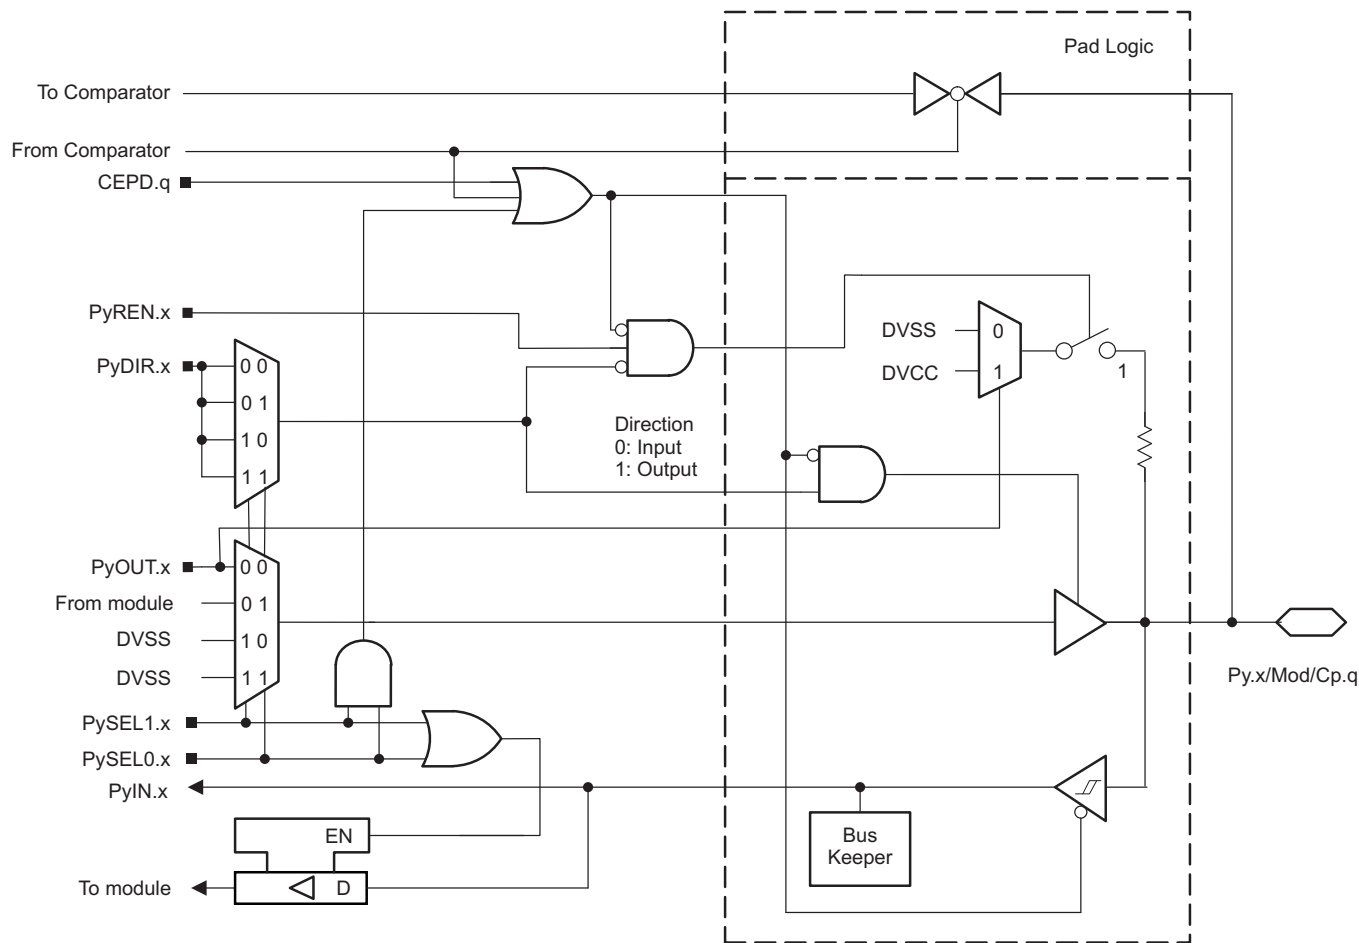 Pad Logic
To Comparator
From Comparator
CEPD.q
PyREN.x
PyDIR.x
0 0
0 1
1 0
1 1
Direction
0: Input
1: Output
DVSS
0
DVCC
1
1
PyOUT.x
0 0
From module
0 1
DVSS
1 0
DVSS
1 1
Py.x/Mod/Cp.q
PySEL1.x
PySEL0.x
PyIN.x
EN
Bus
Keeper
To module
D